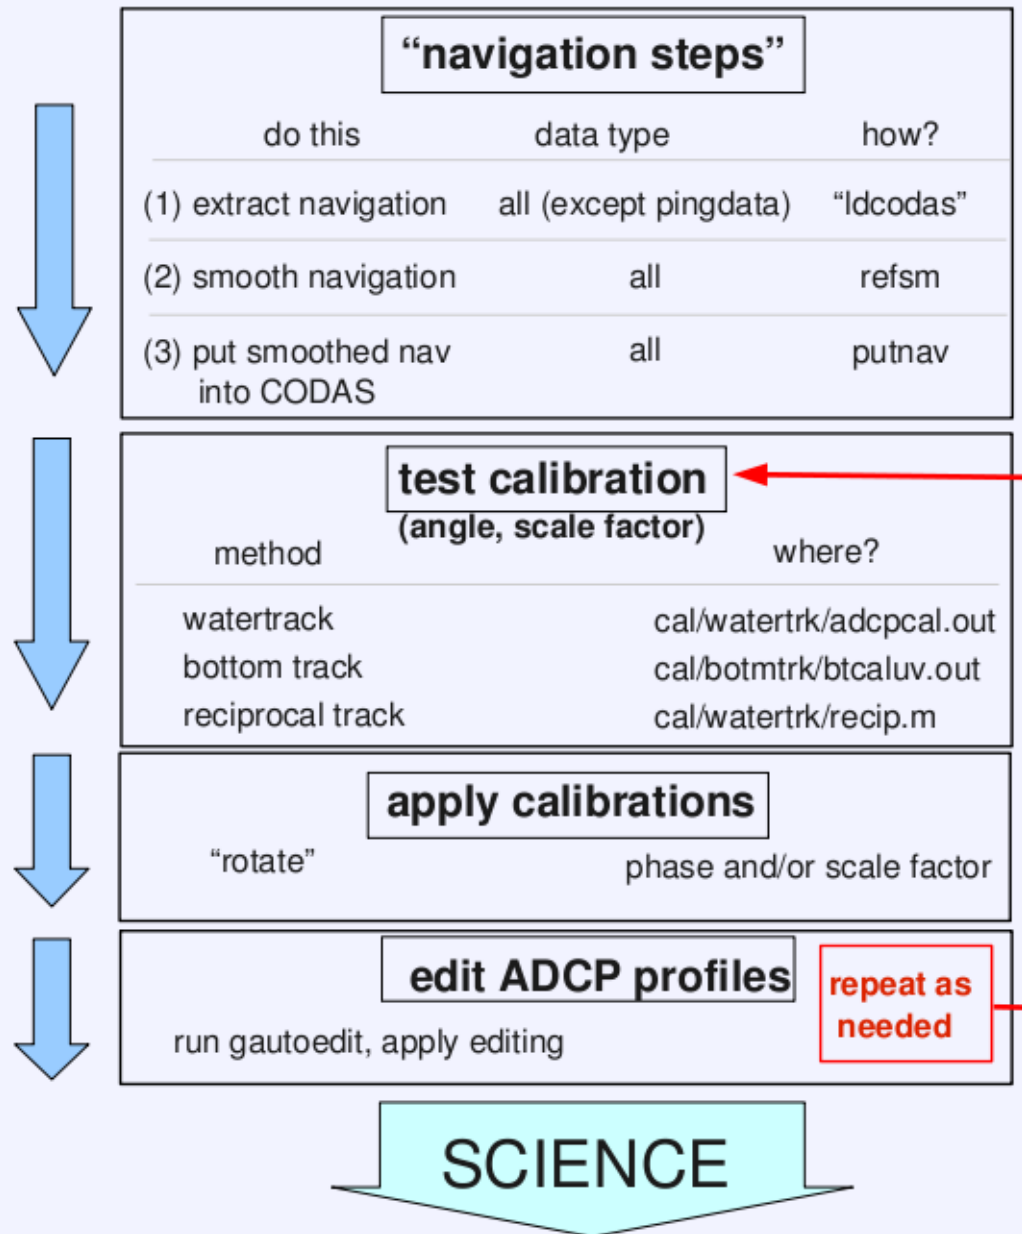 “navigation steps”
do this data type how?
(1) extract navigation all (except pingdata) “ldcodas”
(2) smooth navigation all refsm
(3) put smoothed nav all putnav
into CODAS
test calibration
(angle, scale factor)
method where?
watertrack cal/watertrk/adcpcal.out
bottom track cal/botmtrk/btcaluv.out
reciprocal track cal/watertrk/recip.m
apply calibrations
“rotate” phase and/or scale factor
edit ADCP profiles
repeat as
needed
run gautoedit, apply editing
SCIENCE